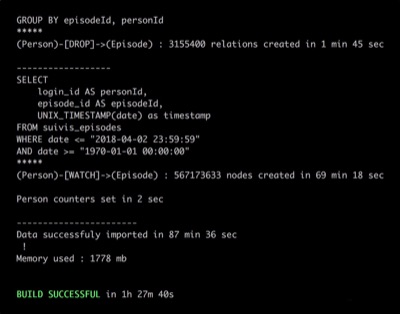 GROUP BY episodeId, personId
*****
(Person)-[DROP]->(Episode) : 3155400 relations created in 1 min 45 sec
------------------
SELECT
login_id AS personId,
episode_id AS episodeId,
UNIX_TIMESTAMP(date) as timestamp
FROM suivis_episodes
WHERE date <= "2018-04-02 23:59:59"
AND date >= "1970-01-01 00:00:00"
*****
(Person)-[WATCH]->(Episode) : 567173633 nodes created in 69 min 18 sec
Person counters set in 2 sec
-----------------------
Data successfuly imported in 87 min 36 sec
!
Memory used : 1778 mb
BUILD SUCCESSFUL in 1h 27m 40s